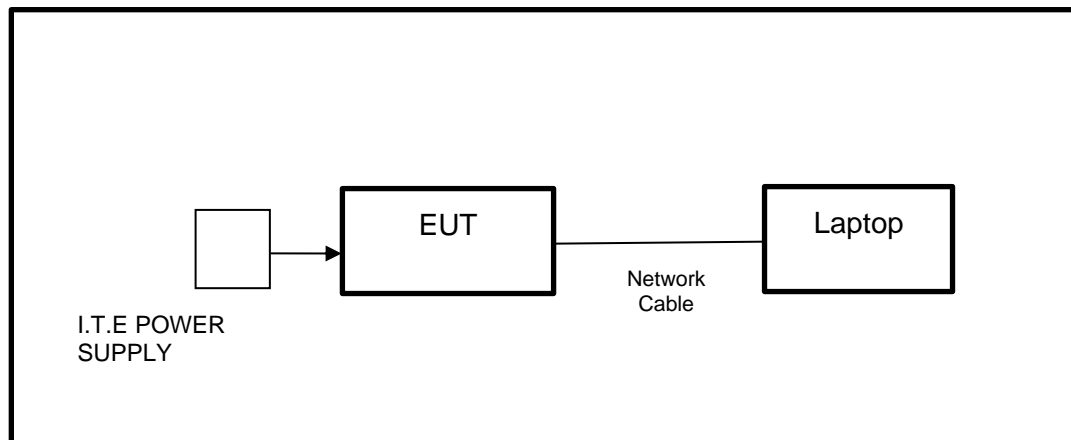 EUT
Laptop
Network
Cable
I.T.E POWER
SUPPLY